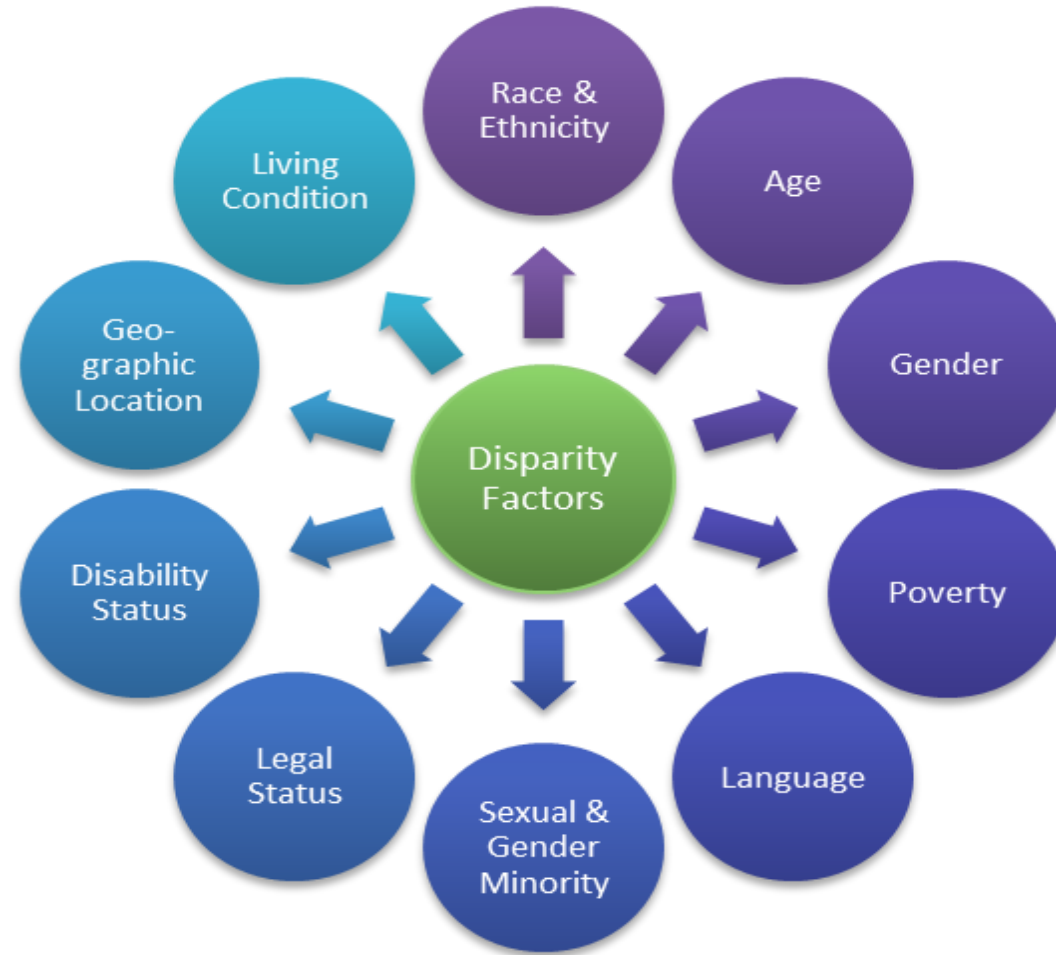 Disparity
Factors
Race &
Ethnicity
Age
Gender
Poverty
Language
Sexual &
Gender
Minority
Legal
Status
Disability
Status
Geo-
graphic
Location
Living
Condition